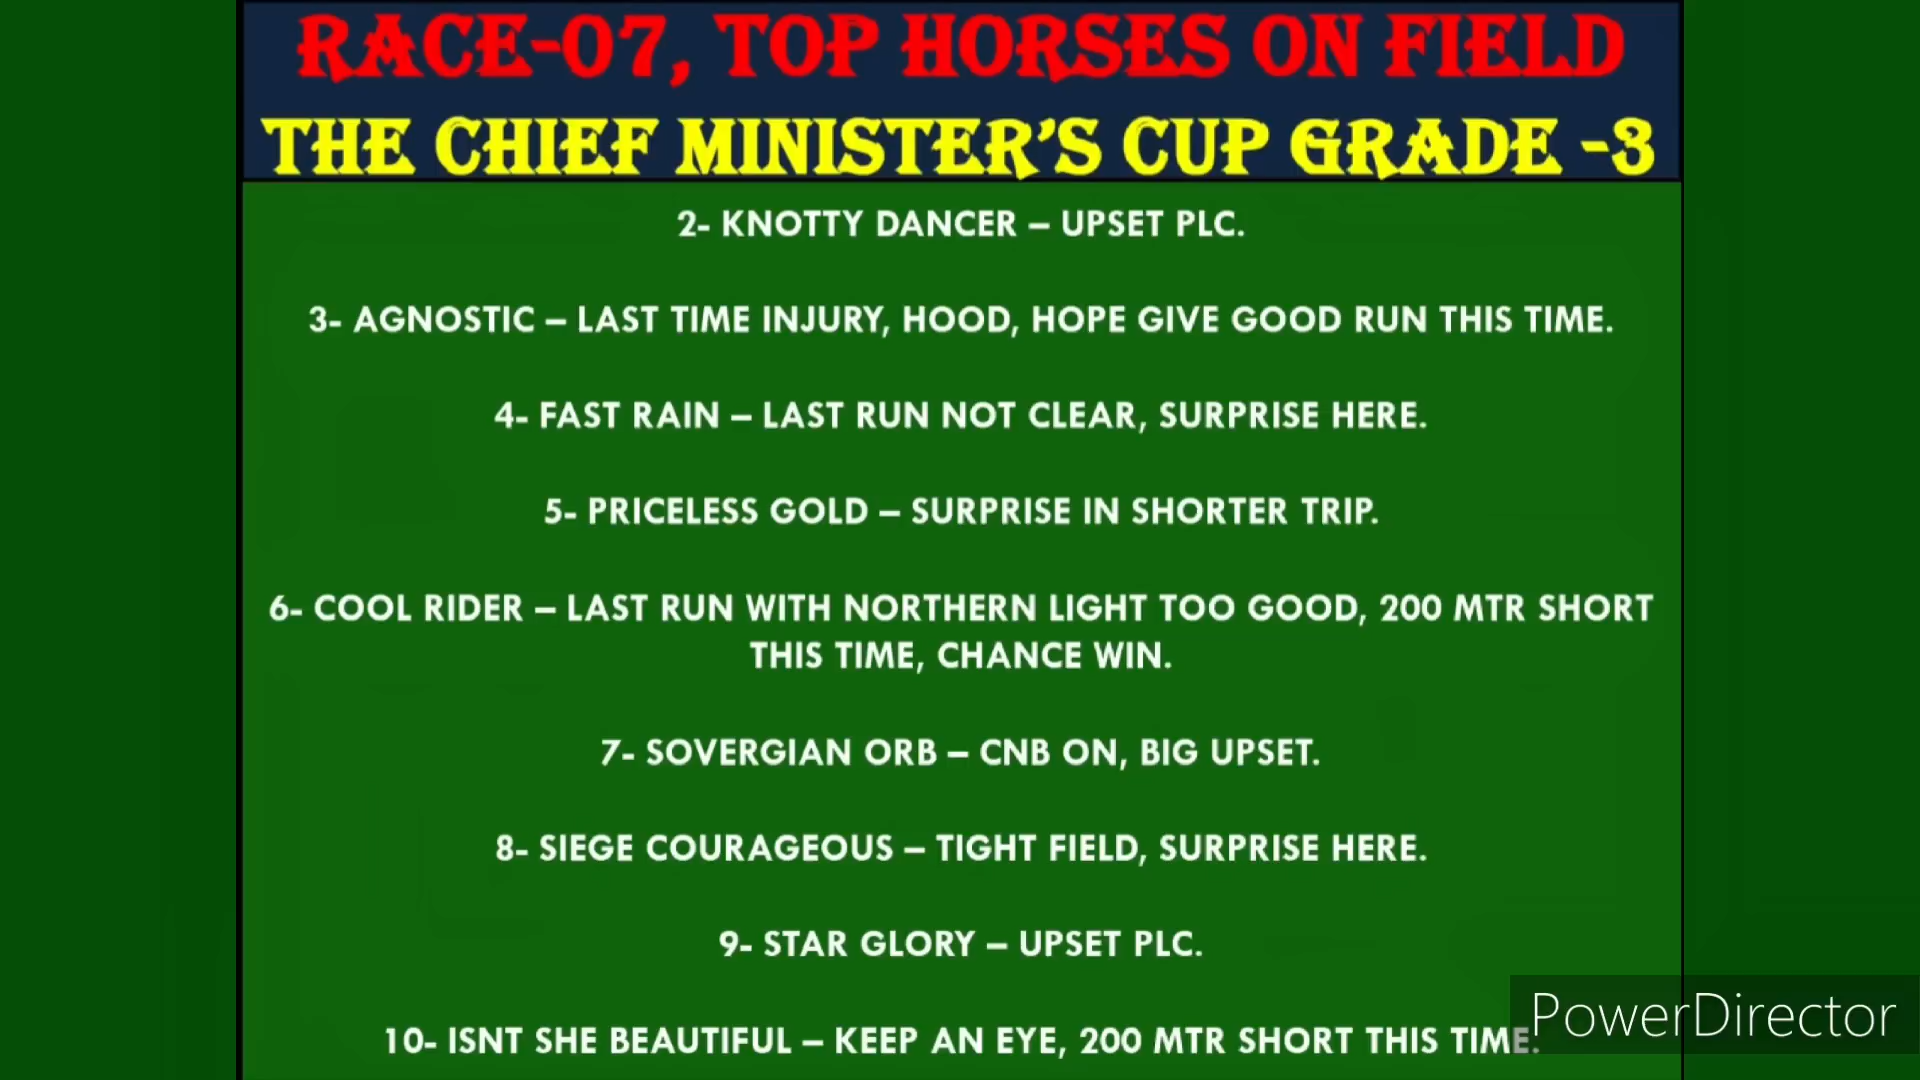 RACE-07, TOP HORSES ON FIELD
THE CHIEF MINISTER'S CUP GRADE -3
2- KNOTTY DANCER – UPSET PLC.
3- AGNOSTIC – LAST TIME INJURY, HOOD, HOPE GIVE GOOD RUN THIS TIME.
4- FAST RAIN – LAST RUN NOT CLEAR, SURPRISE HERE.
5- PRICELESS GOLD – SURPRISE IN SHORTER TRIP.
6- COOL RIDER – LAST RUN WITH NORTHERN LIGHT TOO GOOD, 200 MTR SHORT
THIS TIME, CHANCE WIN.
7- SOVERGIAN ORB – CNB ON, BIG UPSET.
8- SIEGE COURAGEOUS – TIGHT FIELD, SURPRISE HERE.
9- STAR GLORY – UPSET PLC.
10- ISNT SHE BEAUTIFUL – KEEP AN EYE, 200 MTR SHORT THIS TIME.
PowerDirector